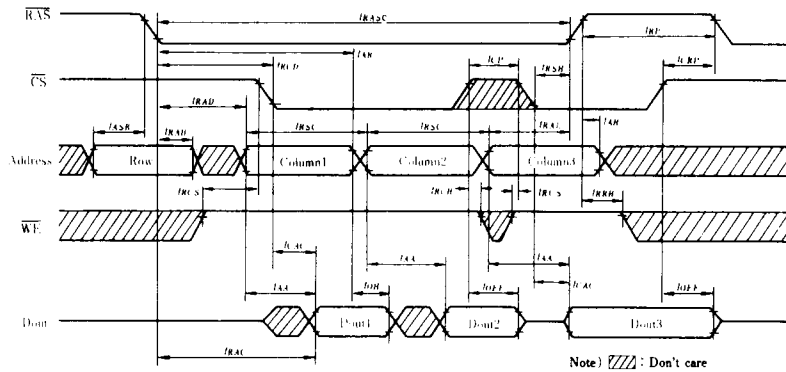 RAS
tRASC
tRP
tAR
tRCD
tCP
tRSH
tCRP
CS
tRAD
tRAL
tAR
tASR
tRAD
tRSC
tRSC
Address
Row
Column1
Column2
Column3
tRCS
tRCH
tRCS
tRRH
WE
tCAC
tAA
tAA
tAA
tCAC
tOH
tOFF
tOFF
Dout
Dout1
Dout2
Dout3
tRAC
Note) : Don't care